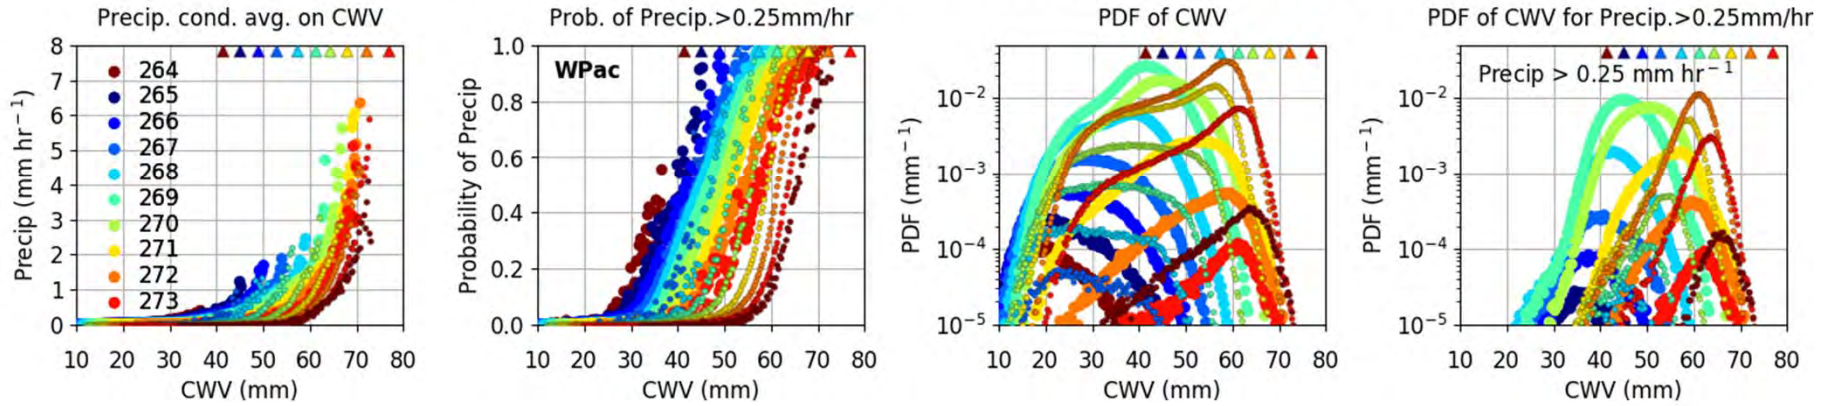 Precip. cond. avg. on CWV
8
7
6
5
4
3
2
1
0
Precip (mm hr⁻¹)
264
265
266
267
268
269
270
271
272
273
10 20 30 40 50 60 70 80
CWV (mm)
Prob. of Precip.>0.25mm/hr
1.0
0.8
0.6
0.4
0.2
0.0
Probability of Precip
WPac
10 20 30 40 50 60 70 80
CWV (mm)
PDF of CWV
10⁻²
10⁻³
10⁻⁴
10⁻⁵
PDF (mm⁻¹)
10 20 30 40 50 60 70 80
CWV (mm)
PDF of CWV for Precip.>0.25mm/hr
Precip > 0.25 mm hr⁻¹
10⁻²
10⁻³
10⁻⁴
10⁻⁵
PDF (mm⁻¹)
10 20 30 40 50 60 70 80
CWV (mm)